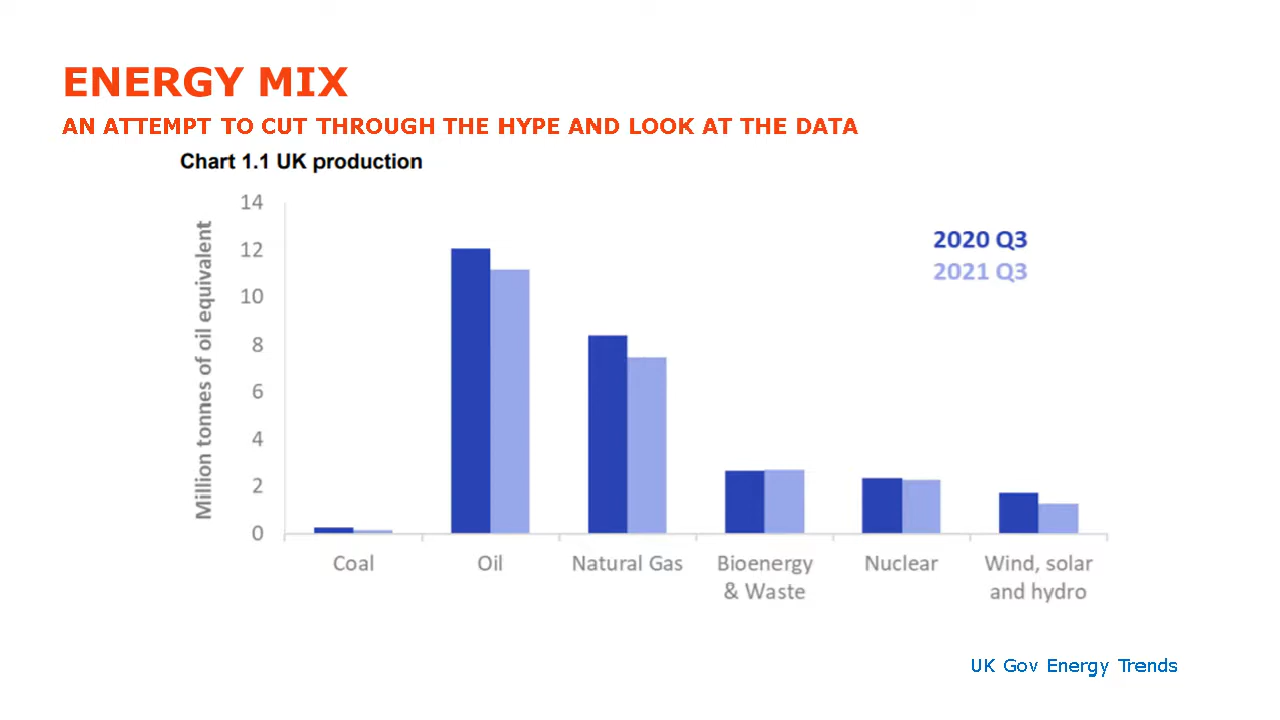 ENERGY MIX
AN ATTEMPT TO CUT THROUGH THE HYPE AND LOOK AT THE DATA
Chart 1.1 UK production
Million tonnes of oil equivalent
14
12
10
8
6
4
2
0
2020 Q3
2021 Q3
Coal
Oil
Natural Gas
Bioenergy
& Waste
Nuclear
Wind, solar
and hydro
UK Gov Energy Trends